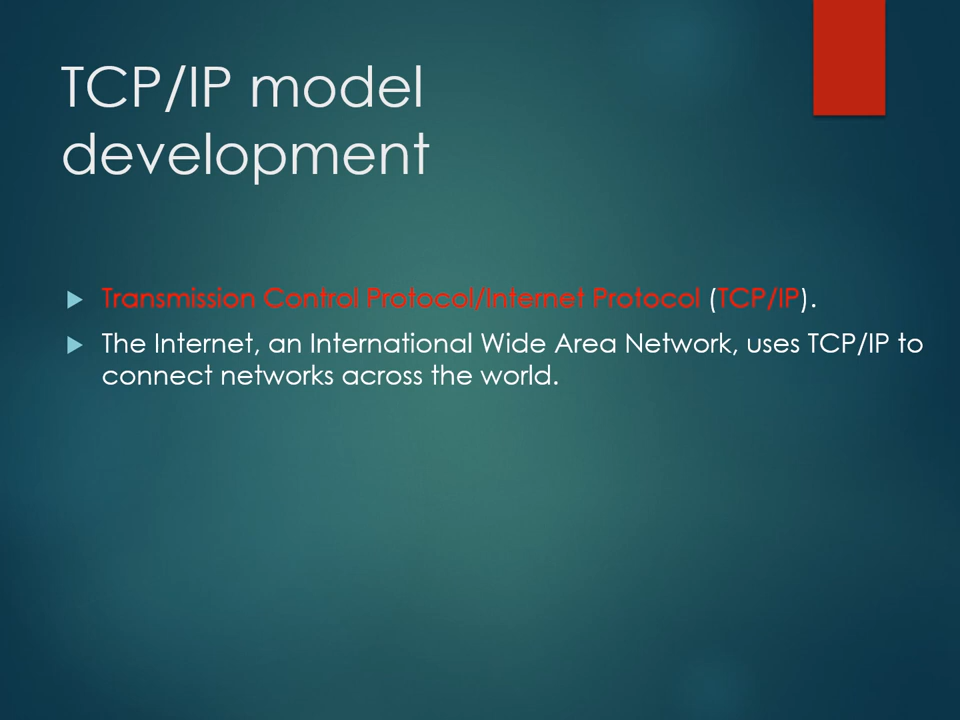 TCP/IP model
development
Transmission Control Protocol/Internet Protocol (TCP/IP).
The Internet, an International Wide Area Network, uses TCP/IP to
connect networks across the world.